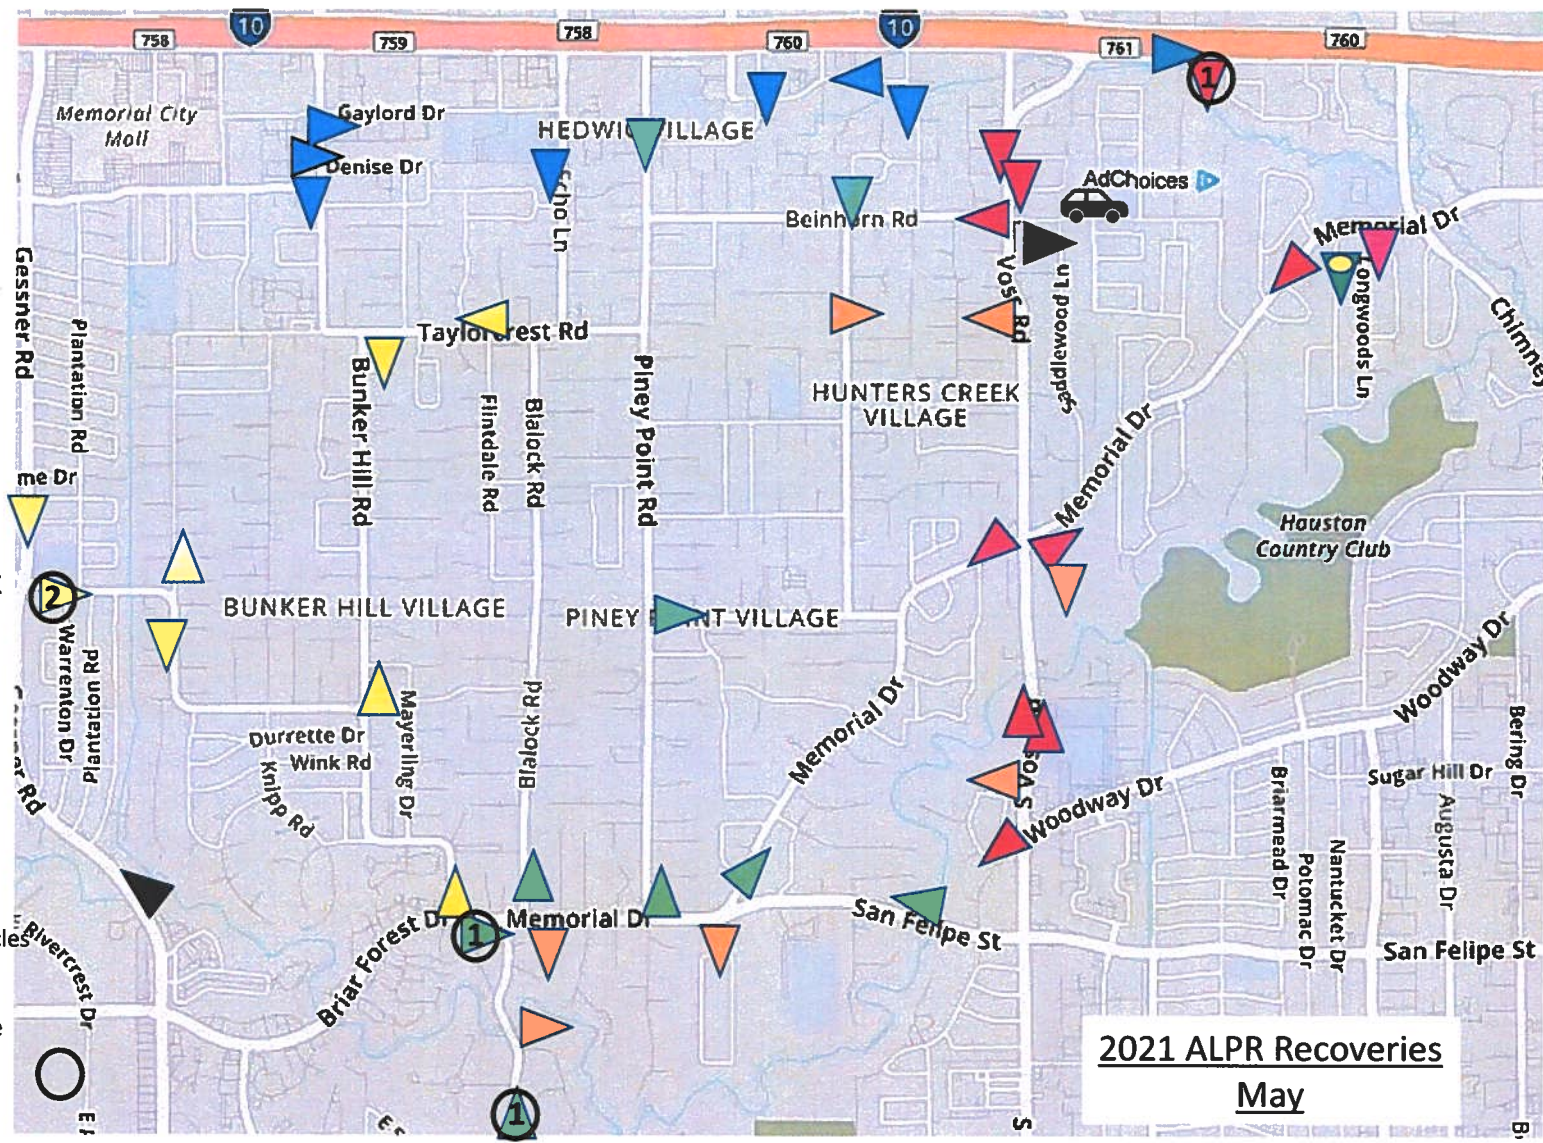 10
10
758
759
758
760
761
760
1
Memorial City
Mall
Gaylord Dr
HEDWIG VILLAGE
Denise Dr
AdChoices
Echo Ln
Beinhorn Rd
Memorial Dr
Gessner Rd
Voss Rd
Saddlewood Ln
Longwoods Ln
Chimney
Plantation Rd
Taylorcrest Rd
Bunker Hill Rd
Flintdale Rd
Blalock Rd
Piney Point Rd
HUNTERS CREEK
VILLAGE
Memorial Dr
me Dr
Houston
Country Club
2
BUNKER HILL VILLAGE
PINEY POINT VILLAGE
Warrenton Dr
Plantation Rd
Woodway Dr
Blalock Rd
Mayerling Dr
Memorial Dr
Durrette Dr
Wink Rd
Knipp Rd
S Voss
Woodway Dr
Sugar Hill Dr
Bering Dr
Briarmead Dr
Augusta Dr
Potomac Dr
Nantucket Dr
ner Rd
Memorial Dr
San Felipe St
San Felipe St
1
Briar Forest Dr
cles
Rivercrest Dr
e
2021 ALPR Recoveries
May
1
S